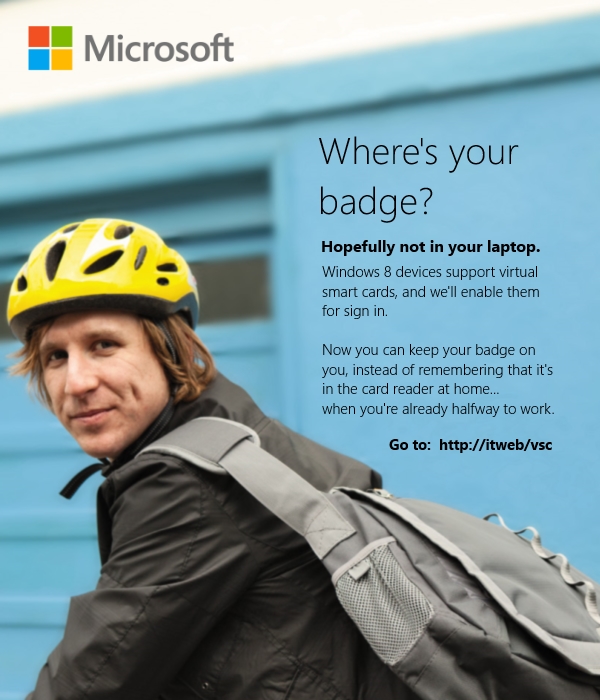 Microsoft
Where's your
badge?
Hopefully not in your laptop.
Windows 8 devices support virtual
smart cards, and we'll enable them
for sign in.
Now you can keep your badge on
you, instead of remembering that it's
in the card reader at home...
when you're already halfway to work.
Go to:  http://itweb/vsc